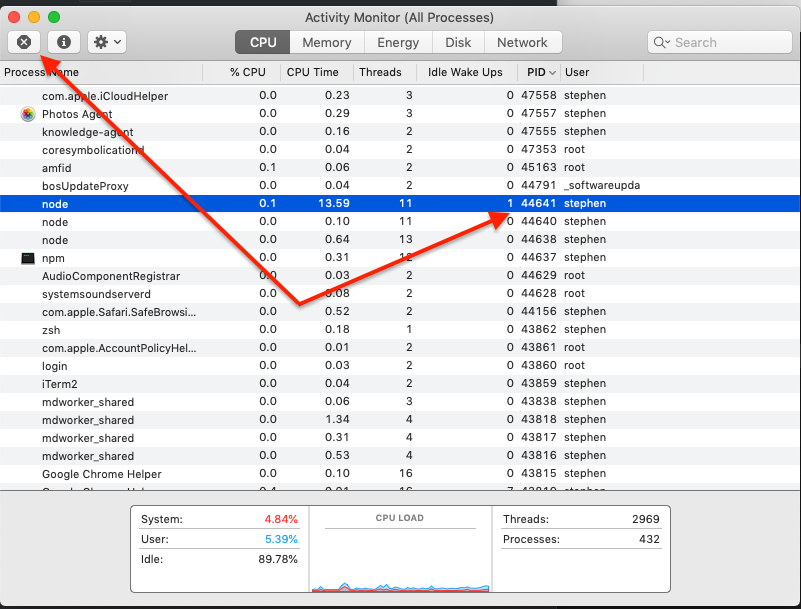 Activity Monitor (All Processes)
CPU Memory Energy Disk Network Search
Process Name % CPU CPU Time Threads Idle Wake Ups PID User
com.apple.iCloudHelper 0.0 0.23 3 0 47558 stephen
Photos Agent 0.0 0.29 3 0 47557 stephen
knowledge-agent 0.0 0.16 2 0 47555 stephen
coresymbolicationd 0.0 0.04 2 0 47353 root
amfid 0.1 0.06 2 0 45163 root
bosUpdateProxy 0.0 0.04 2 0 44791 _softwareupda
node 0.1 13.59 11 1 44641 stephen
node 0.0 0.10 11 0 44640 stephen
node 0.0 0.64 13 0 44638 stephen
npm 0.0 0.31 12 0 44637 stephen
AudioComponentRegistrar 0.0 0.03 2 0 44629 root
systemsoundserverd 0.08 2 0 44628 root
com.apple.Safari.SafeBrowsi... 0.0 0.52 2 0 44156 stephen
zsh 0.0 0.18 1 0 43862 stephen
com.apple.AccountPolicyHel... 0.0 0.01 2 0 43861 root
login 0.0 0.03 2 0 43860 root
iTerm2 0.0 0.04 2 0 43859 stephen
mdworker_shared 0.0 0.06 3 0 43838 stephen
mdworker_shared 0.0 1.34 4 0 43818 stephen
mdworker_shared 0.0 0.31 4 0 43817 stephen
mdworker_shared 0.0 0.53 4 0 43816 stephen
Google Chrome Helper 0.0 0.10 16 0 43815 stephen
System: 4.84% CPU LOAD Threads: 2969
User: 5.39% Processes: 432
Idle: 89.78%